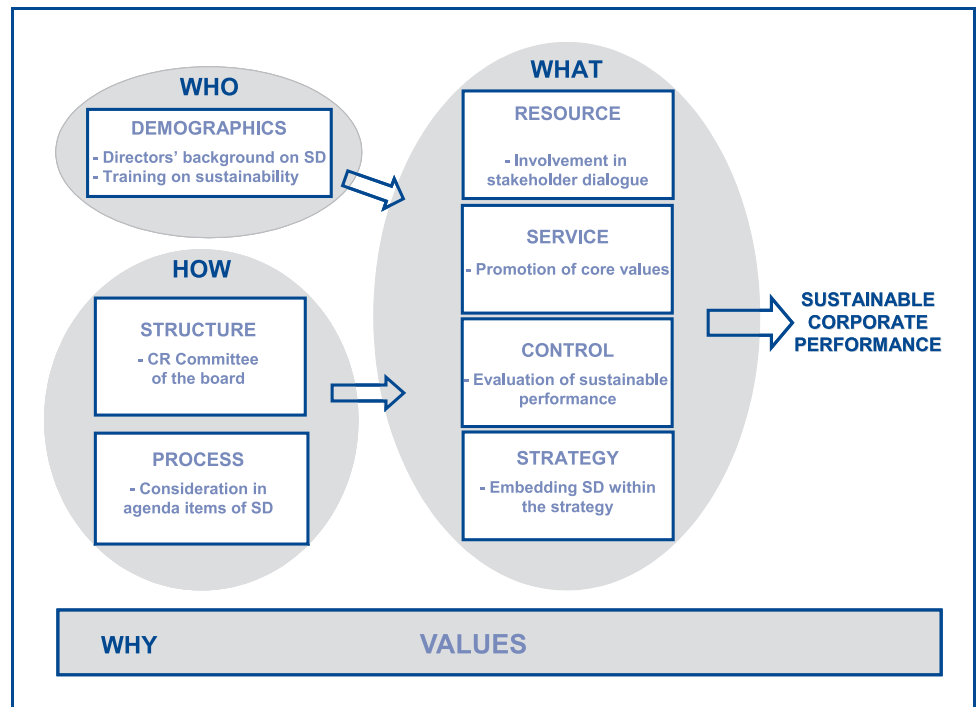 WHO
DEMOGRAPHICS
- Directors’ background on SD
- Training on sustainability
HOW
STRUCTURE
- CR Committee
of the board
PROCESS
- Consideration in
agenda items of SD
WHAT
RESOURCE
- Involvement in
stakeholder dialogue
SERVICE
- Promotion of core values
CONTROL
- Evaluation of sustainable
performance
STRATEGY
- Embedding SD within
the strategy
SUSTAINABLE
CORPORATE
PERFORMANCE
WHY VALUES